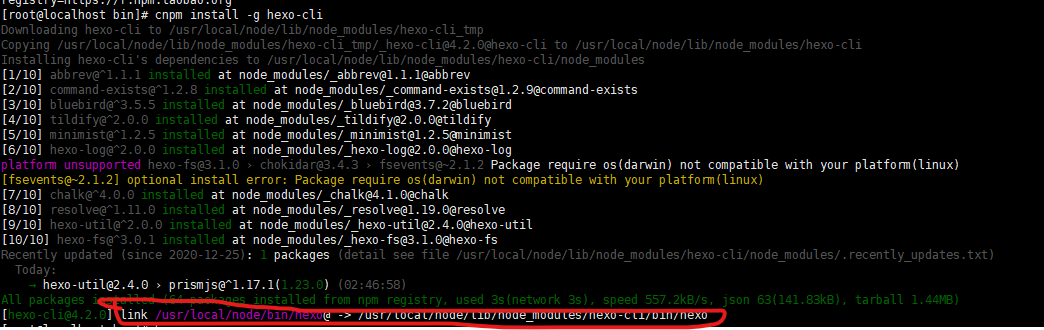 registry=https://r.npm.taobao.org
[root@localhost bin]# cnpm install -g hexo-cli
Downloading hexo-cli to /usr/local/node/lib/node_modules/hexo-cli_tmp
Copying /usr/local/node/lib/node_modules/hexo-cli_tmp/_hexo-cli@4.2.0@hexo-cli to /usr/local/node/lib/node_modules/hexo-cli
Installing hexo-cli's dependencies to /usr/local/node/lib/node_modules/hexo-cli/node_modules
[1/10] abbrev@^1.1.1 installed at node_modules/_abbrev@1.1.1@abbrev
[2/10] command-exists@^1.2.8 installed at node_modules/_command-exists@1.2.9@command-exists
[3/10] bluebird@^3.5.5 installed at node_modules/_bluebird@3.7.2@bluebird
[4/10] tildify@^2.0.0 installed at node_modules/_tildify@2.0.0@tildify
[5/10] minimist@^1.2.5 installed at node_modules/_minimist@1.2.5@minimist
[6/10] hexo-log@^2.0.0 installed at node_modules/_hexo-log@2.0.0@hexo-log
platform unsupported hexo-fs@3.1.0 › chokidar@3.4.3 › fsevents@~2.1.2 Package require os(darwin) not compatible with your platform(linux)
[fsevents@~2.1.2] optional install error: Package require os(darwin) not compatible with your platform(linux)
[7/10] chalk@^4.0.0 installed at node_modules/_chalk@4.1.0@chalk
[8/10] resolve@^1.11.0 installed at node_modules/_resolve@1.19.0@resolve
[9/10] hexo-util@^2.0.0 installed at node_modules/_hexo-util@2.4.0@hexo-util
[10/10] hexo-fs@^3.0.1 installed at node_modules/_hexo-fs@3.1.0@hexo-fs
Recently updated (since 2020-12-25): 1 packages (detail see file /usr/local/node/lib/node_modules/hexo-cli/node_modules/.recently_updates.txt)
Today:
→ hexo-util@2.4.0 › prismjs@^1.17.1(1.23.0) (02:46:58)
All packages installed (64 packages installed from npm registry, used 3s(network 3s), speed 557.2kB/s, json 63(141.83kB), tarball 1.44MB)
[hexo-cli@4.2.0] link /usr/local/node/bin/hexo@ -> /usr/local/node/lib/node_modules/hexo-cli/bin/hexo